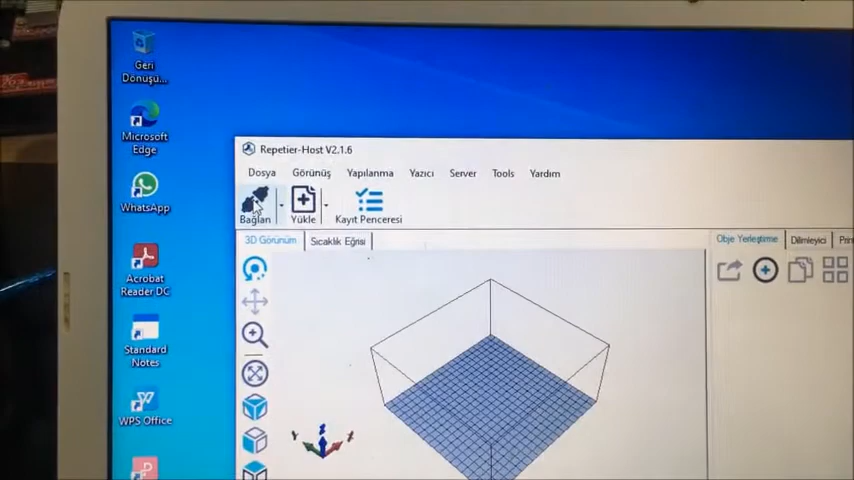 Geri
Dönüşü...
Microsoft
Edge
WhatsApp
Acrobat
Reader DC
Standard
Notes
WPS Office
Repetier-Host V2.1.6
Dosya Görünüş Yapılanma Yazıcı Server Tools Yardım
Bağlan Yükle Kayıt Penceresi
3D Görünüm Sıcaklık Eğrisi
Obje Yerleştirme Dilimleyici Prin
Y Z X